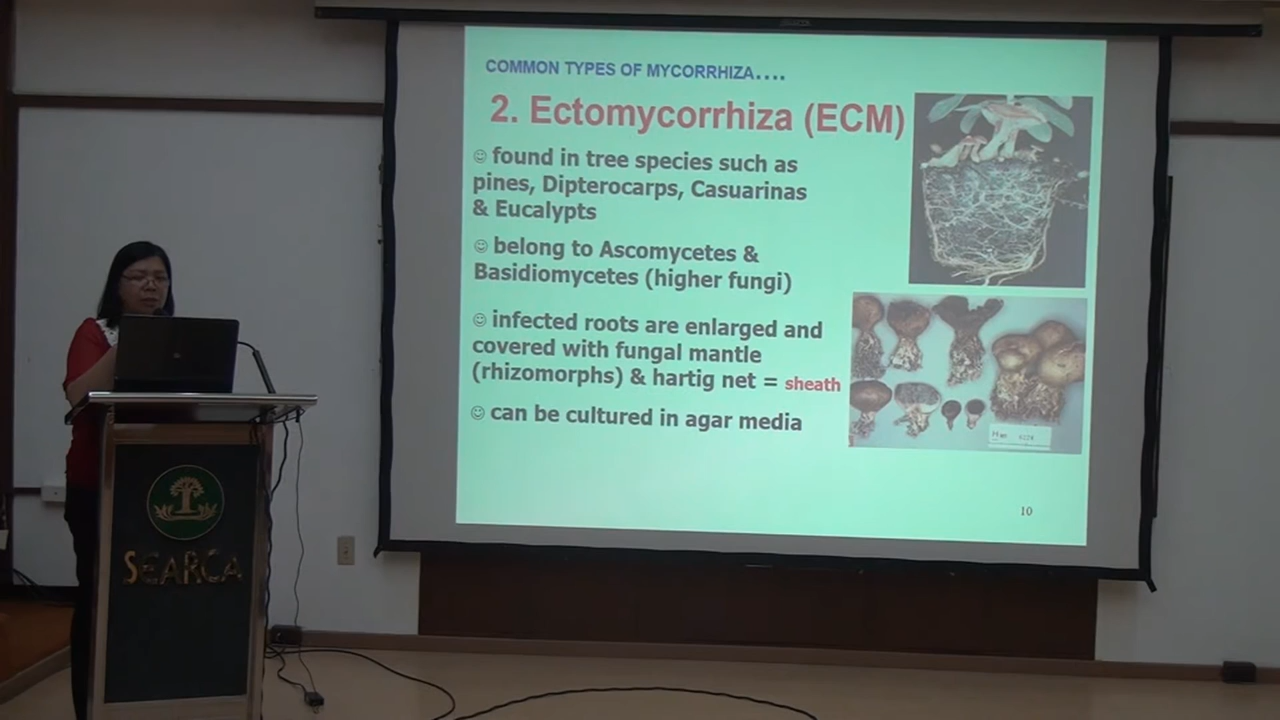 COMMON TYPES OF MYCORRHIZA....
2. Ectomycorrhiza (ECM)
☺ found in tree species such as
pines, Dipterocarps, Casuarinas
& Eucalypts
☺ belong to Ascomycetes &
Basidiomycetes (higher fungi)
☺ infected roots are enlarged and
covered with fungal mantle
(rhizomorphs) & hartig net = sheath
☺ can be cultured in agar media
10
SEARCA